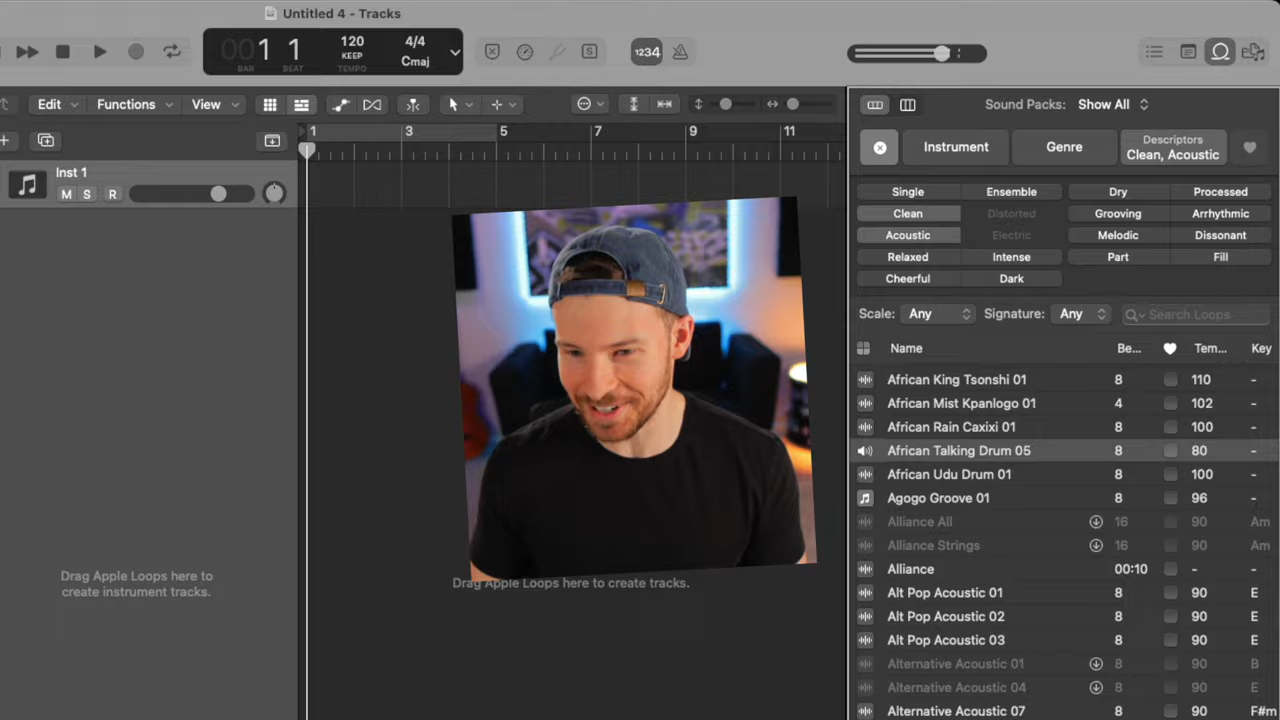 Untitled 4 - Tracks
001 1
BAR BEAT
120
KEEP
TEMPO
4/4
Cmaj
S
1234
Edit Functions View
1 3 5 7 9 11
Inst 1
M S R
Drag Apple Loops here to
create instrument tracks.
Drag Apple Loops here to create tracks.
Sound Packs: Show All
Instrument Genre Descriptors
Clean, Acoustic
Single Ensemble Dry Processed
Clean Distorted Grooving Arrhythmic
Acoustic Electric Melodic Dissonant
Relaxed Intense Part Fill
Cheerful Dark
Scale: Any Signature: Any Search Loops
Name Be... Tem... Key
African King Tsonshi 01 8 110 -
African Mist Kpanlogo 01 4 102 -
African Rain Caxixi 01 8 100 -
African Talking Drum 05 8 80 -
African Udu Drum 01 8 100 -
Agogo Groove 01 8 96 -
Alliance All 16 90 Am
Alliance Strings 16 90 Am
Alliance 00:10 - -
Alt Pop Acoustic 01 8 90 E
Alt Pop Acoustic 02 8 90 E
Alt Pop Acoustic 03 8 90 E
Alternative Acoustic 01 8 90 B
Alternative Acoustic 04 8 90 E
Alternative Acoustic 07 8 90 F#m